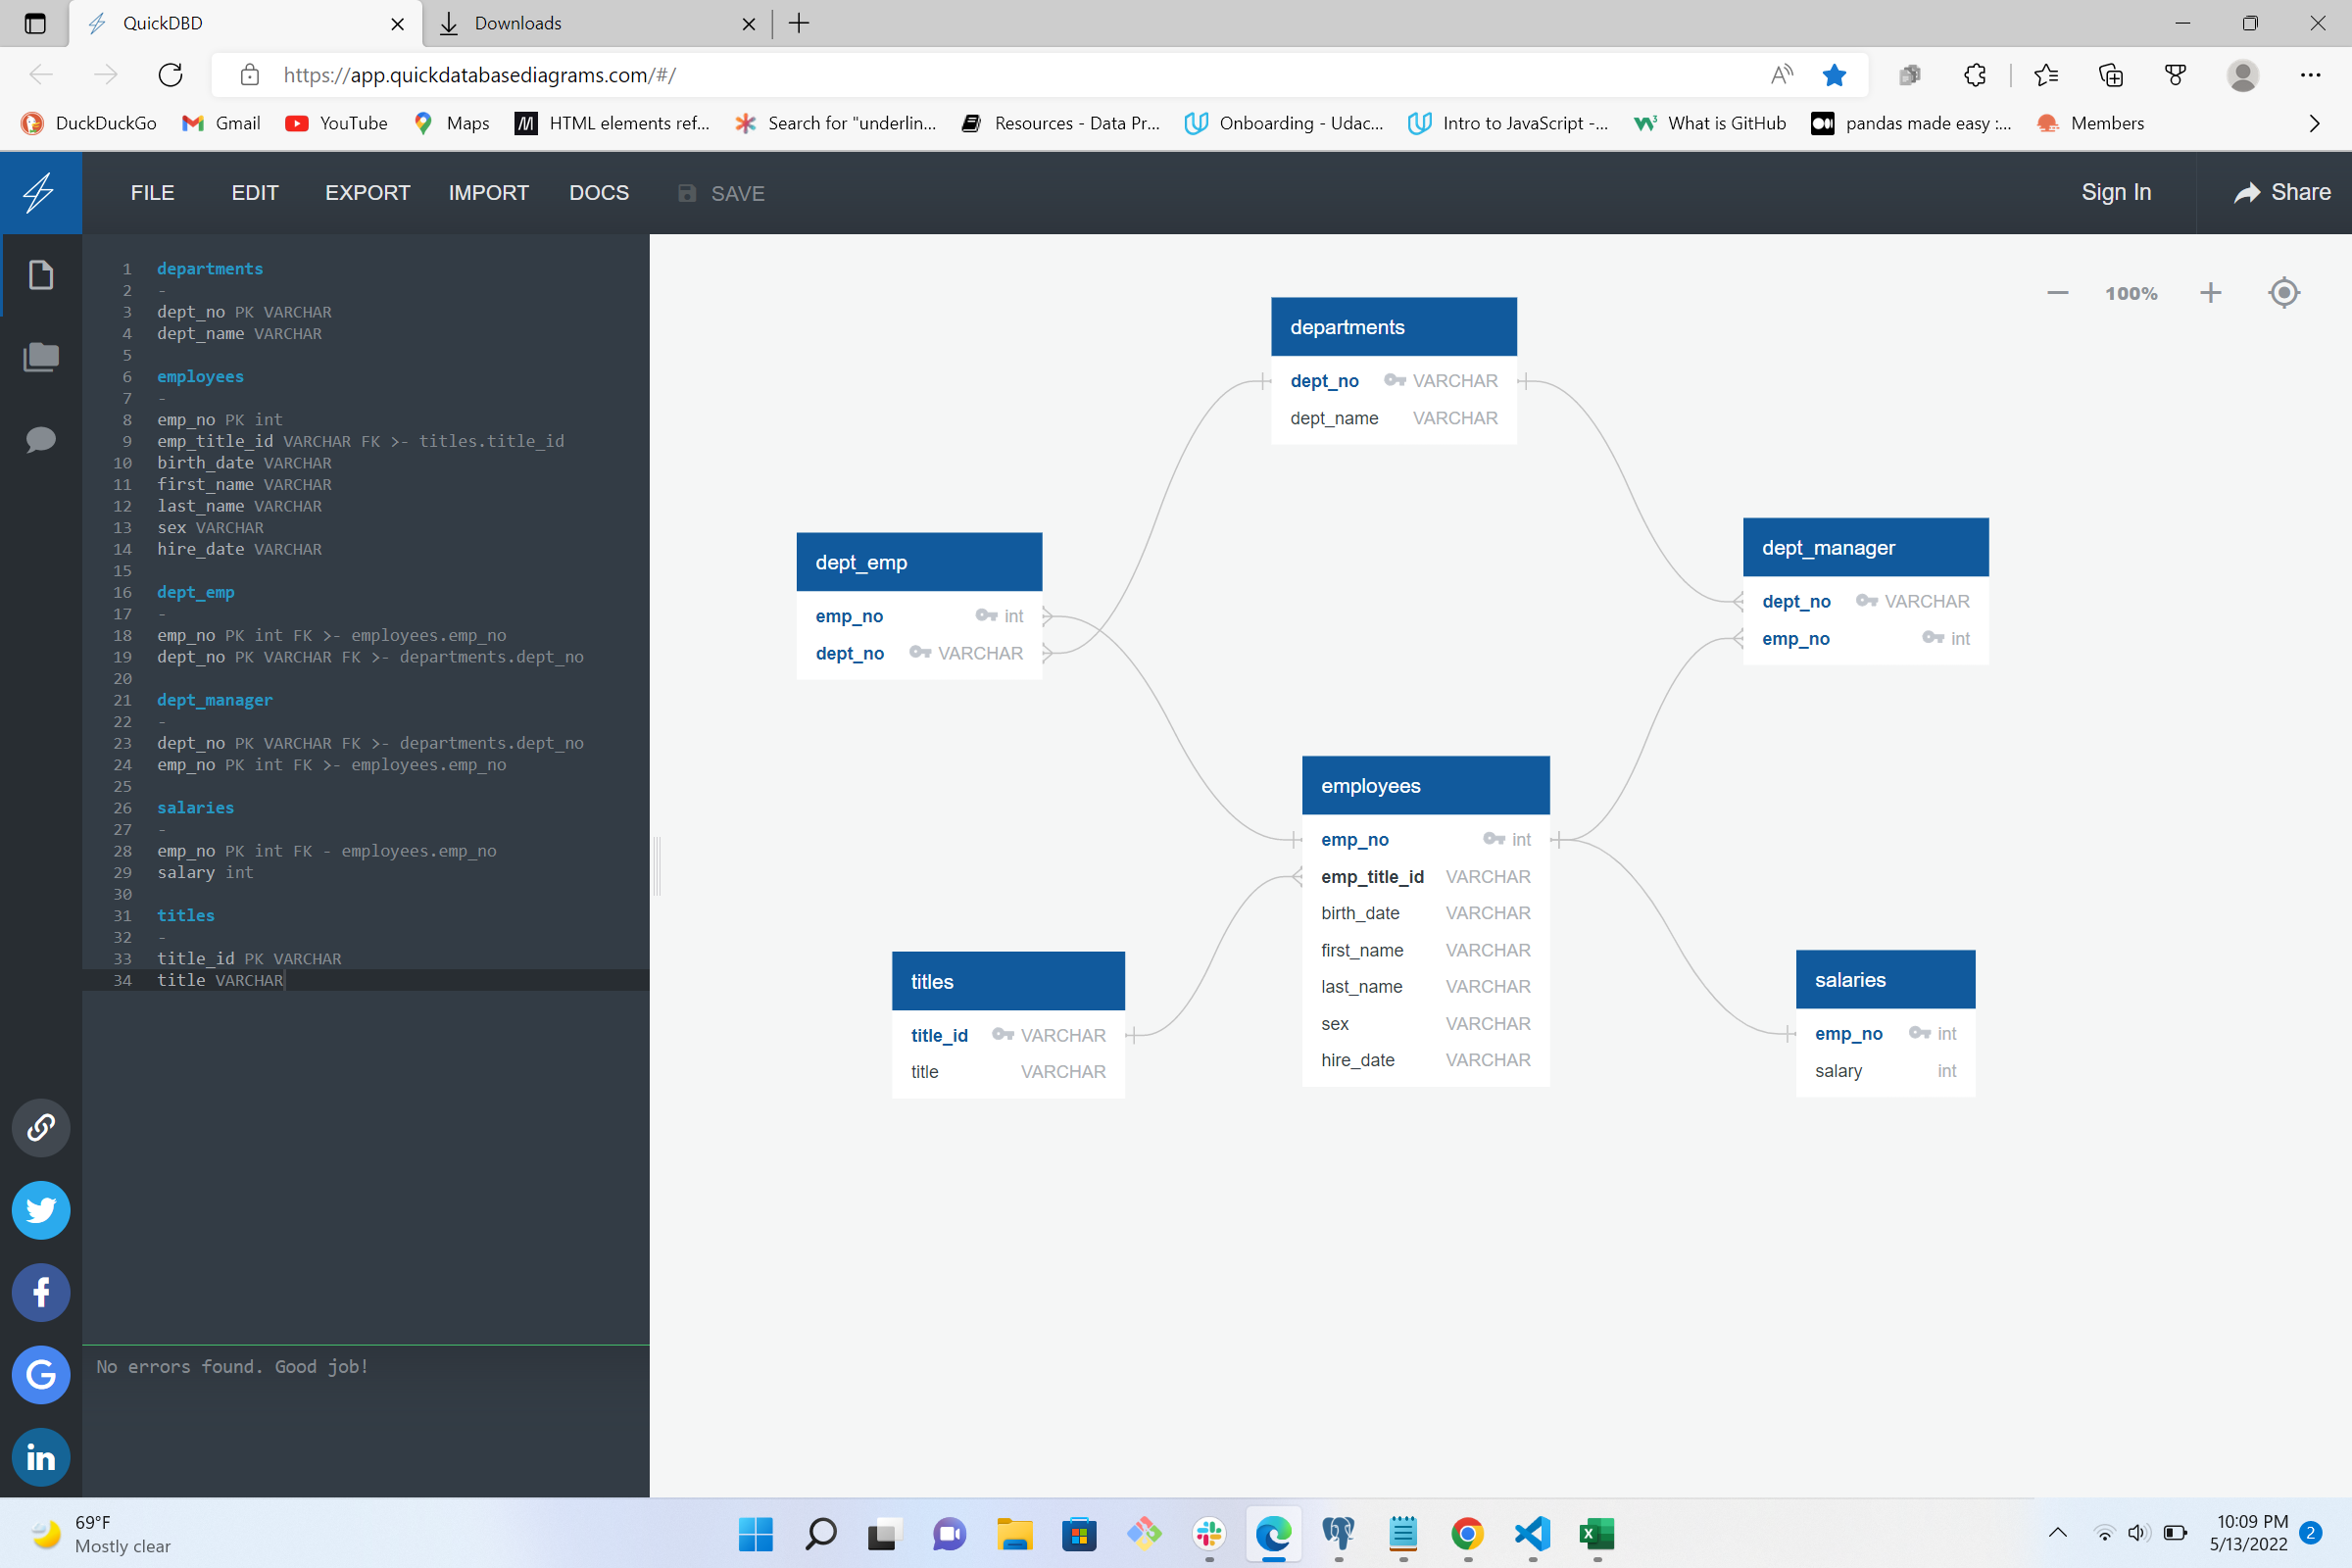 QuickDBD
Downloads
https://app.quickdatabasediagrams.com/#/
DuckDuckGo
Gmail
YouTube
Maps
HTML elements ref...
Search for "underlin...
Resources - Data Pr...
Onboarding - Udac...
Intro to JavaScript -...
What is GitHub
pandas made easy :...
Members
FILE
EDIT
EXPORT
IMPORT
DOCS
SAVE
Sign In
Share
1 departments
2 -
3 dept_no PK VARCHAR
4 dept_name VARCHAR
5
6 employees
7 -
8 emp_no PK int
9 emp_title_id VARCHAR FK >- titles.title_id
10 birth_date VARCHAR
11 first_name VARCHAR
12 last_name VARCHAR
13 sex VARCHAR
14 hire_date VARCHAR
15
16 dept_emp
17 -
18 emp_no PK int FK >- employees.emp_no
19 dept_no PK VARCHAR FK >- departments.dept_no
20
21 dept_manager
22 -
23 dept_no PK VARCHAR FK >- departments.dept_no
24 emp_no PK int FK >- employees.emp_no
25
26 salaries
27 -
28 emp_no PK int FK - employees.emp_no
29 salary int
30
31 titles
32 -
33 title_id PK VARCHAR
34 title VARCHAR
No errors found. Good job!
100%
departments
dept_no VARCHAR
dept_name VARCHAR
dept_emp
emp_no int
dept_no VARCHAR
dept_manager
dept_no VARCHAR
emp_no int
employees
emp_no int
emp_title_id VARCHAR
birth_date VARCHAR
first_name VARCHAR
last_name VARCHAR
sex VARCHAR
hire_date VARCHAR
titles
title_id VARCHAR
title VARCHAR
salaries
emp_no int
salary int
69°F
Mostly clear
10:09 PM
5/13/2022
2